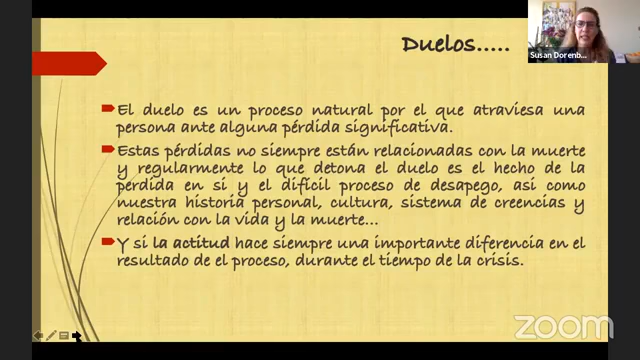 Duelos.....
Susan Dorenb...
El duelo es un proceso natural por el que atraviesa una
persona ante alguna pérdida significativa.
Estas pérdidas no siempre están relacionadas con la muerte
y regularmente lo que detona el duelo es el hecho de la
perdida en si y el difícil proceso de desapego, asi como
nuestra historia personal, cultura, sistema de creencias y
relación con la vida y la muerte...
Y si la actitud hace siempre una importante diferencia en el
resultado de el proceso, durante el tiempo de la crisis.
zoom